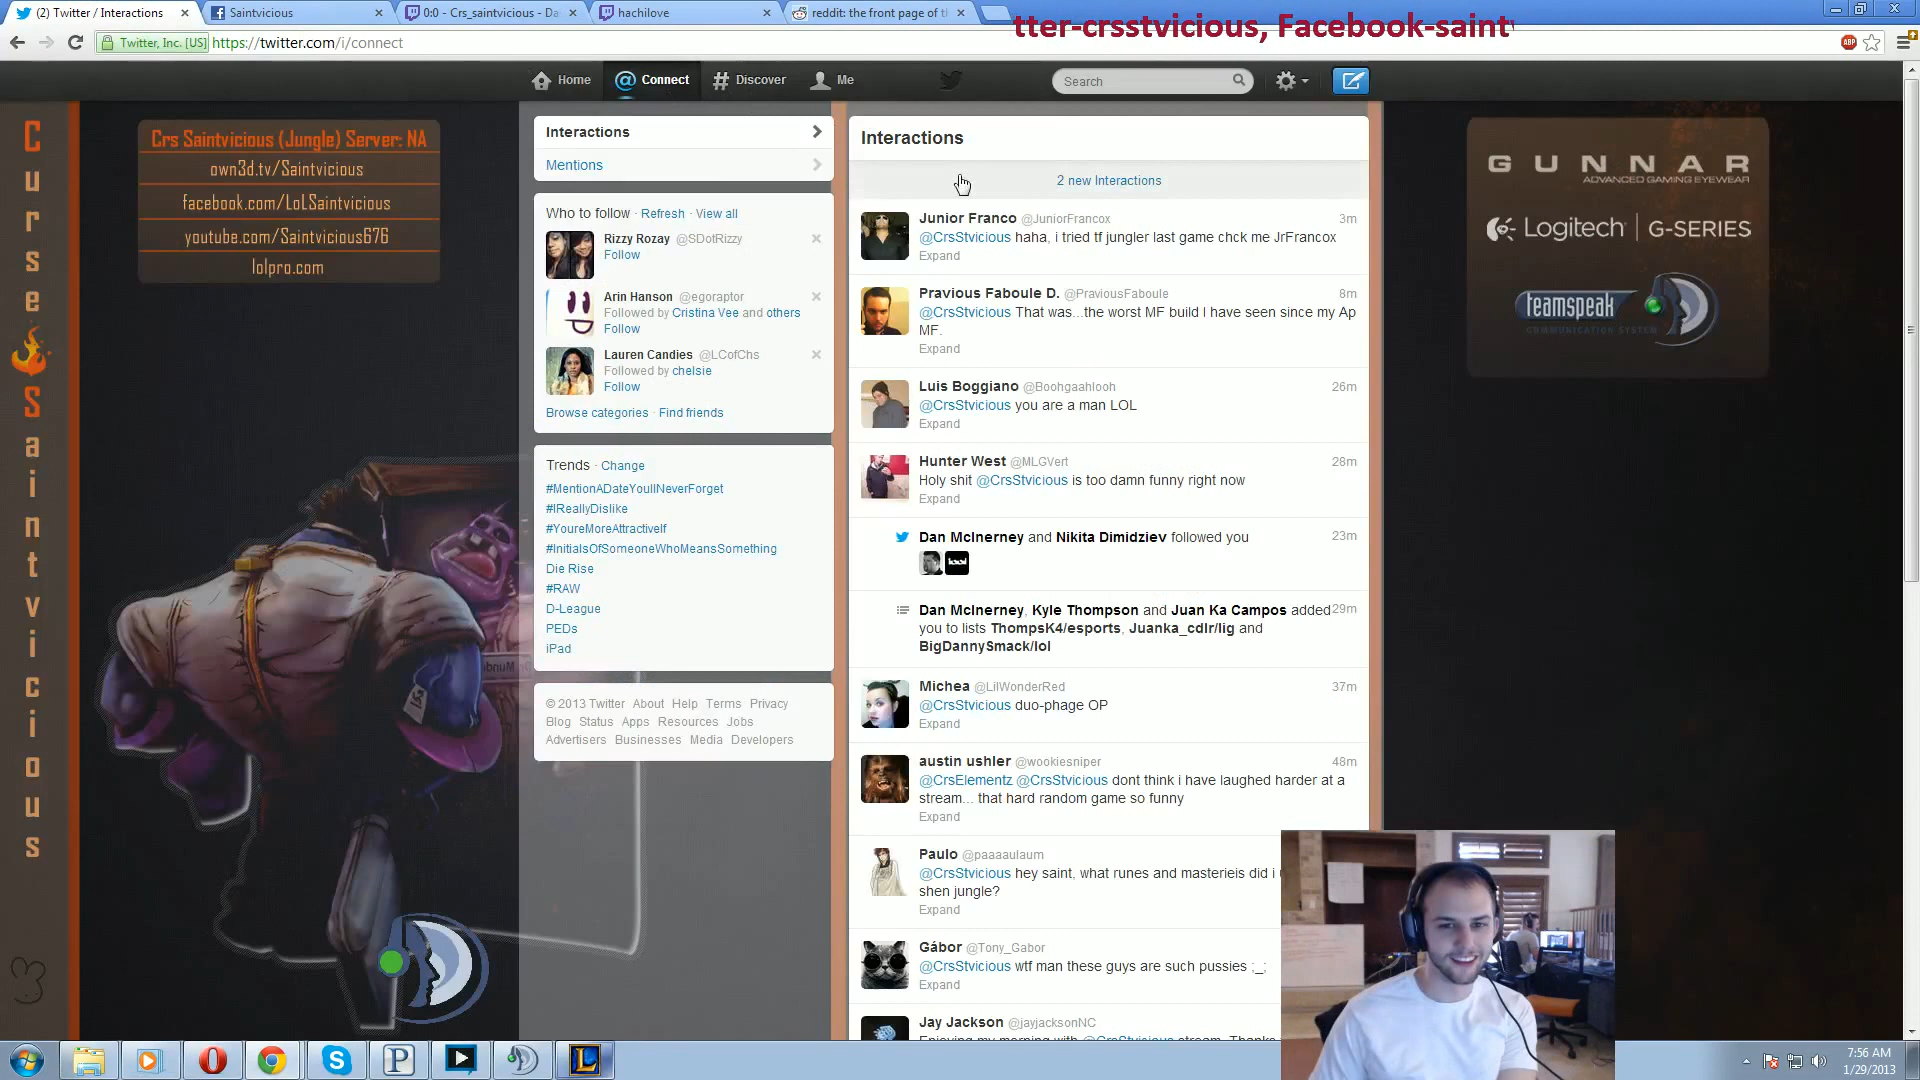 (2) Twitter / Interactions
Saintvicious
0:0 - Crs_saintvicious - Da
hachilove
reddit: the front page of th
tter-crsstvicious, Facebook-saint
Twitter, Inc. [US]
https://twitter.com/i/connect
ABP
Home
@ Connect
# Discover
Me
Search
Curse Saintvicious
Crs Saintvicious (Jungle) Server: NA
own3d.tv/Saintvicious
facebook.com/LoLSaintvicious
youtube.com/Saintvicious676
lolpro.com
Interactions
Mentions
Who to follow · Refresh · View all
Rizzy Rozay @SDotRizzy
Follow
Arin Hanson @egoraptor
Followed by Cristina Vee and others
Follow
Lauren Candies @LCofChs
Followed by chelsie
Follow
Browse categories · Find friends
Trends · Change
#MentionADateYoullNeverForget
#IReallyDislike
#YoureMoreAttractiveIf
#InitialsOfSomeoneWhoMeansSomething
Die Rise
#RAW
D-League
PEDs
iPad
© 2013 Twitter About Help Terms Privacy
Blog Status Apps Resources Jobs
Advertisers Businesses Media Developers
Interactions
2 new Interactions
Junior Franco @JuniorFrancox 3m
@CrsStvicious haha, i tried tf jungler last game chck me JrFrancox
Expand
Pravious Faboule D. @PraviousFaboule 8m
@CrsStvicious That was...the worst MF build I have seen since my Ap
MF.
Expand
Luis Boggiano @Boohgaahlooh 26m
@CrsStvicious you are a man LOL
Expand
Hunter West @MLGVert 28m
Holy shit @CrsStvicious is too damn funny right now
Expand
Dan McInerney and Nikita Dimidziev followed you 23m
Dan McInerney, Kyle Thompson and Juan Ka Campos added 29m
you to lists ThompsK4/esports, Juanka_cdlr/lig and
BigDannySmack/lol
Michea @LilWonderRed 37m
@CrsStvicious duo-phage OP
Expand
austin ushler @wookiesniper 48m
@CrsElementz @CrsStvicious dont think i have laughed harder at a
stream... that hard random game so funny
Expand
Paulo @paaaaulaum
@CrsStvicious hey saint, what runes and masterieis did i
shen jungle?
Expand
Gábor @Tony_Gabor
@CrsStvicious wtf man these guys are such pussies ;_;
Expand
Jay Jackson @jayjacksonNC
Enjoying my morning with @CrsStvicious stream. Thanks
GUNNAR
ADVANCED GAMING EYEWEAR
Logitech | G-SERIES
teamspeak
COMMUNICATION SYSTEM
7:56 AM
1/29/2013